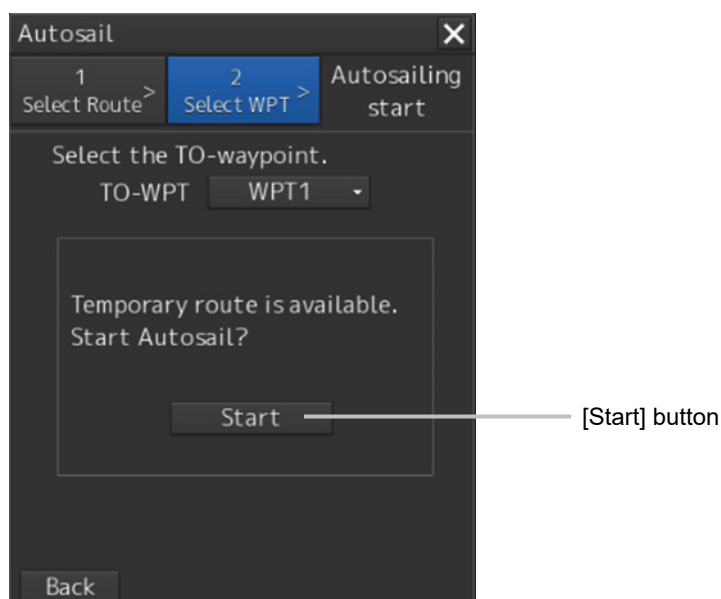 Autosail
1
Select Route >
2
Select WPT >
Autosailing
start
Select the TO-waypoint.
TO-WPT WPT1
Temporary route is available.
Start Autosail?
Start
[Start] button
Back